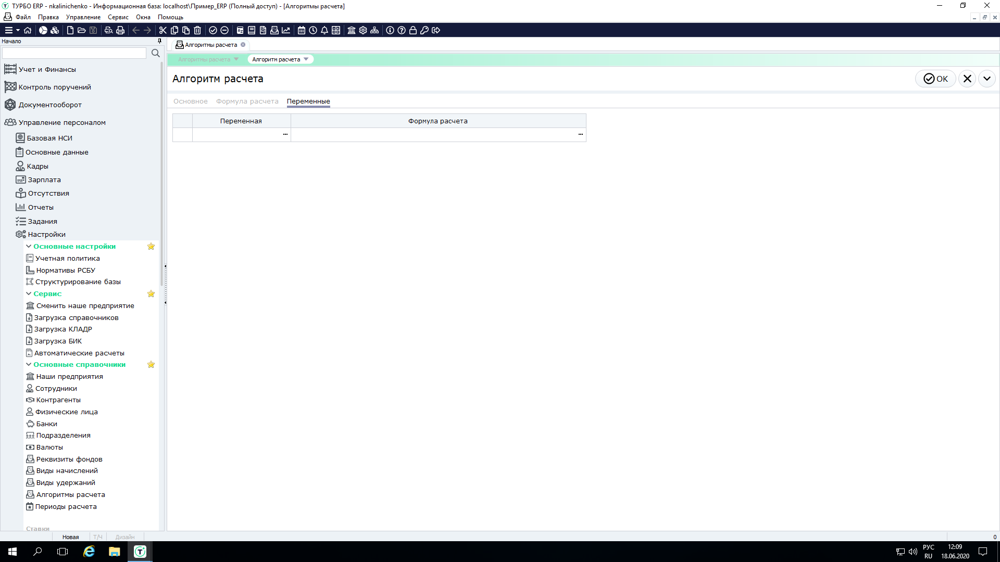 ТУРБО ERP - nkalinichenko - Информационная база: localhost\Пример_ERP (Полный доступ) - [Алгоритмы расчета]
Файл Правка Управление Сервис Окна Помощь
Начало
Алгоритмы расчета
Алгоритмы расчета Алгоритм расчета
Алгоритм расчета
OK
Основное Формула расчета Переменные
Переменная Формула расчета
... ...
Учет и Финансы
Контроль поручений
Документооборот
Управление персоналом
Базовая НСИ
Основные данные
Кадры
Зарплата
Отсутствия
Отчеты
Задания
Настройки
Основные настройки
Учетная политика
Нормативы РСБУ
Структурирование базы
Сервис
Сменить наше предприятие
Загрузка справочников
Загрузка КЛАДР
Загрузка БИК
Автоматические расчеты
Основные справочники
Наши предприятия
Сотрудники
Контрагенты
Физические лица
Банки
Подразделения
Валюты
Реквизиты фондов
Виды начислений
Виды удержаний
Алгоритмы расчета
Периоды расчета
Ставки
Новая Т/Ч Дизайн 0
РУС 12:09
RU 18.06.2020